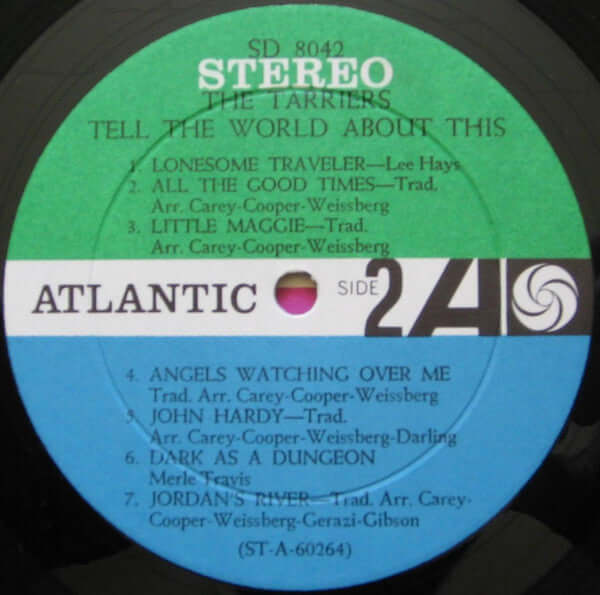 SD 8042
STEREO
THE TARRIERS
TELL THE WORLD ABOUT THIS
1. LONESOME TRAVELER—Lee Hays
2. ALL THE GOOD TIMES—Trad.
Arr. Carey-Cooper-Weissberg
3. LITTLE MAGGIE—Trad.
Arr. Carey-Cooper-Weissberg
ATLANTIC SIDE 2 A
4. ANGELS WATCHING OVER ME
Trad. Arr. Carey-Cooper-Weissberg
5. JOHN HARDY—Trad.
Arr. Carey-Cooper-Weissberg-Darling
6. DARK AS A DUNGEON
Merle Travis
7. JORDAN'S RIVER—Trad. Arr. Carey-
Cooper-Weissberg-Gerazi-Gibson
(ST-A-60264)